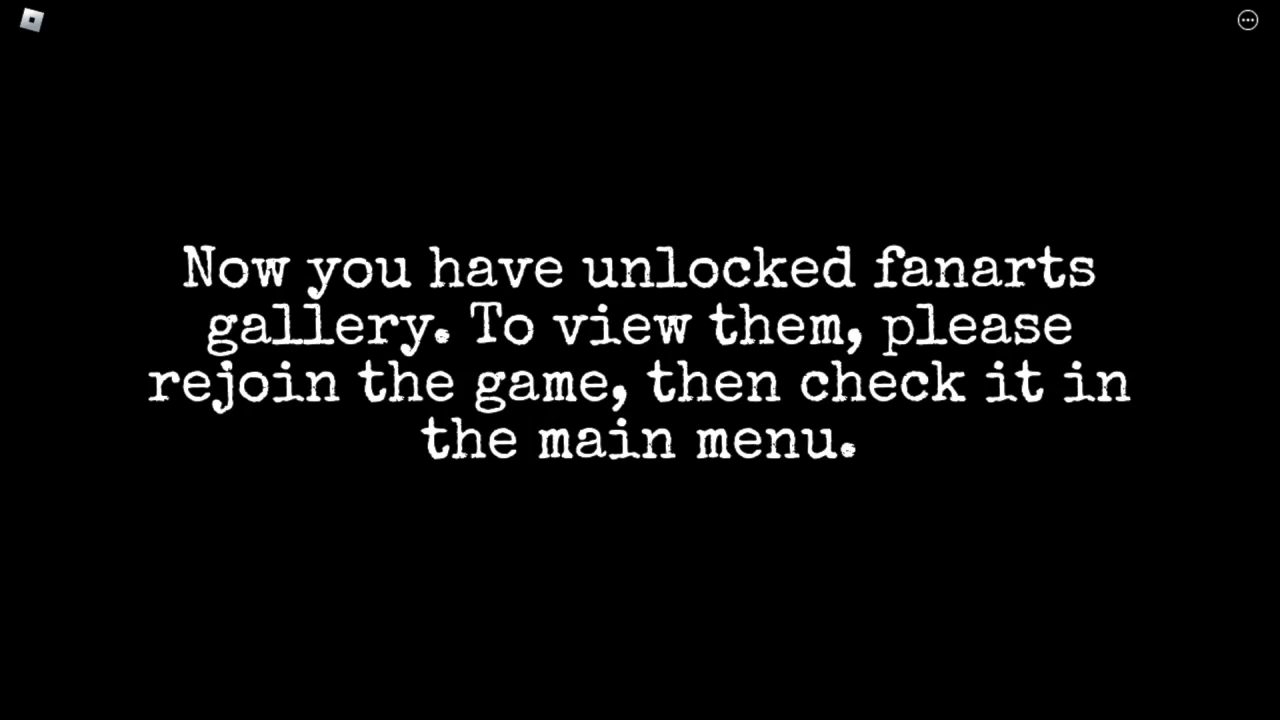 Now you have unlocked fanarts
gallery. To view them, please
rejoin the game, then check it in
the main menu.